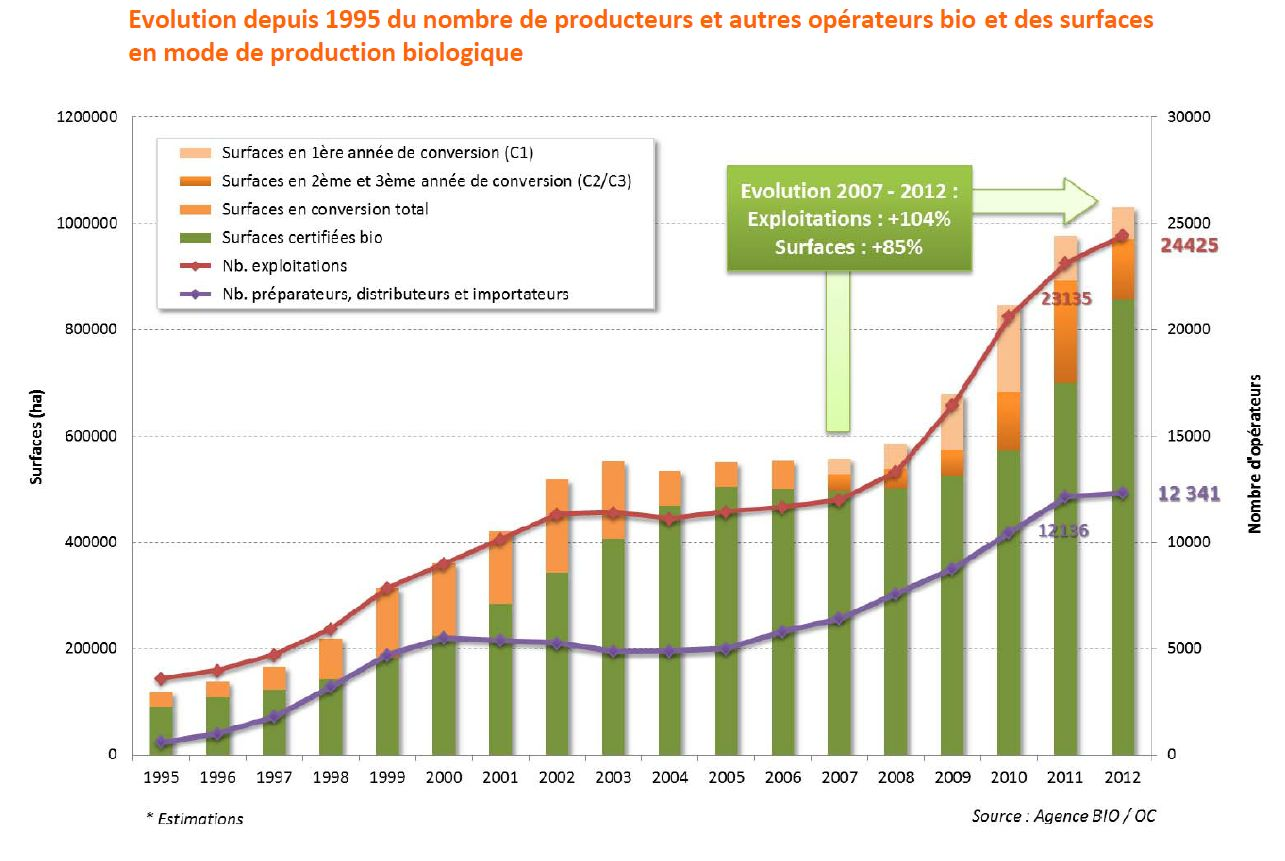 Evolution depuis 1995 du nombre de producteurs et autres opérateurs bio et des surfaces
en mode de production biologique
1200000
1000000
800000
600000
400000
200000
0
Surfaces (ha)
Surfaces en 1ère année de conversion (C1)
Surfaces en 2ème et 3ème année de conversion (C2/C3)
Surfaces en conversion total
Surfaces certifiées bio
Nb. exploitations
Nb. préparateurs, distributeurs et importateurs
Evolution 2007 - 2012 :
Exploitations : +104%
Surfaces : +85%
24425
23135
12 341
12136
30000
25000
20000
15000
10000
5000
0
Nombre d'opérateurs
1995 1996 1997 1998 1999 2000 2001 2002 2003 2004 2005 2006 2007 2008 2009 2010 2011 2012
* Estimations
Source : Agence BIO / OC